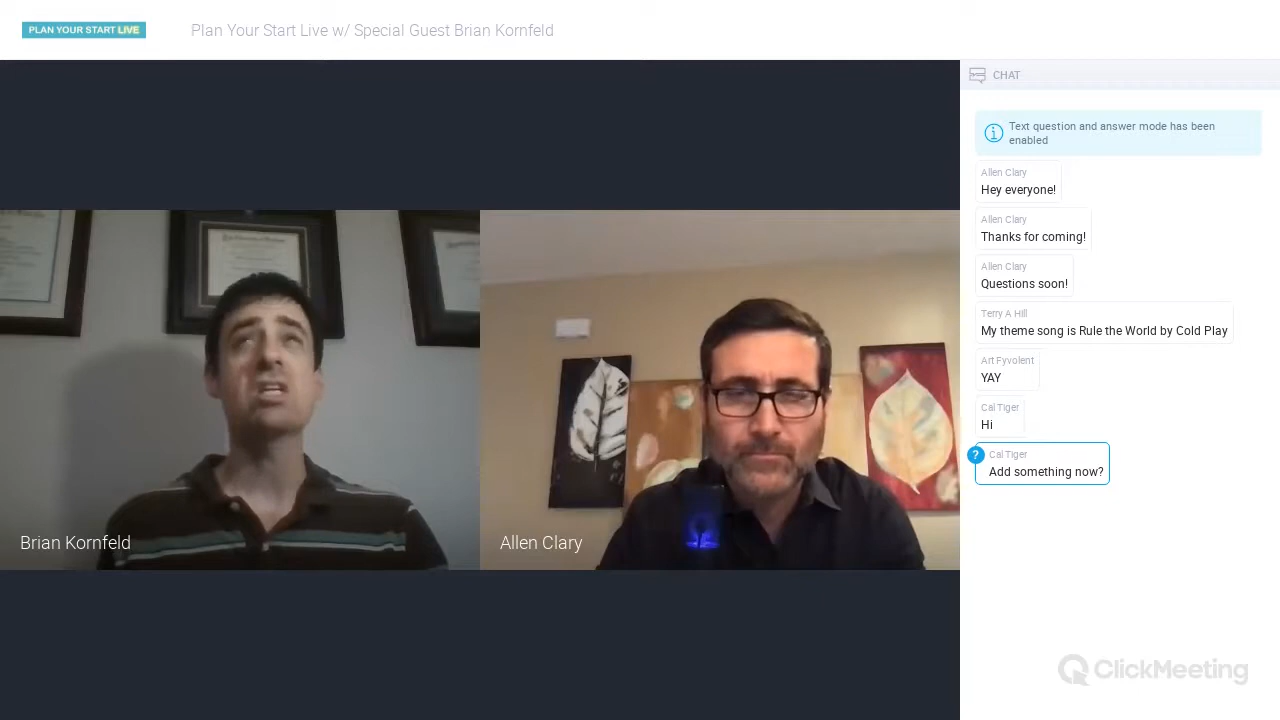 PLAN YOUR START LIVE
Plan Your Start Live w/ Special Guest Brian Kornfeld
CHAT
Text question and answer mode has been
enabled
Allen Clary
Hey everyone!
Allen Clary
Thanks for coming!
Allen Clary
Questions soon!
Terry A Hill
My theme song is Rule the World by Cold Play
Art Fyvolent
YAY
Cal Tiger
Hi
?
Cal Tiger
Add something now?
Brian Kornfeld
Allen Clary
ClickMeeting